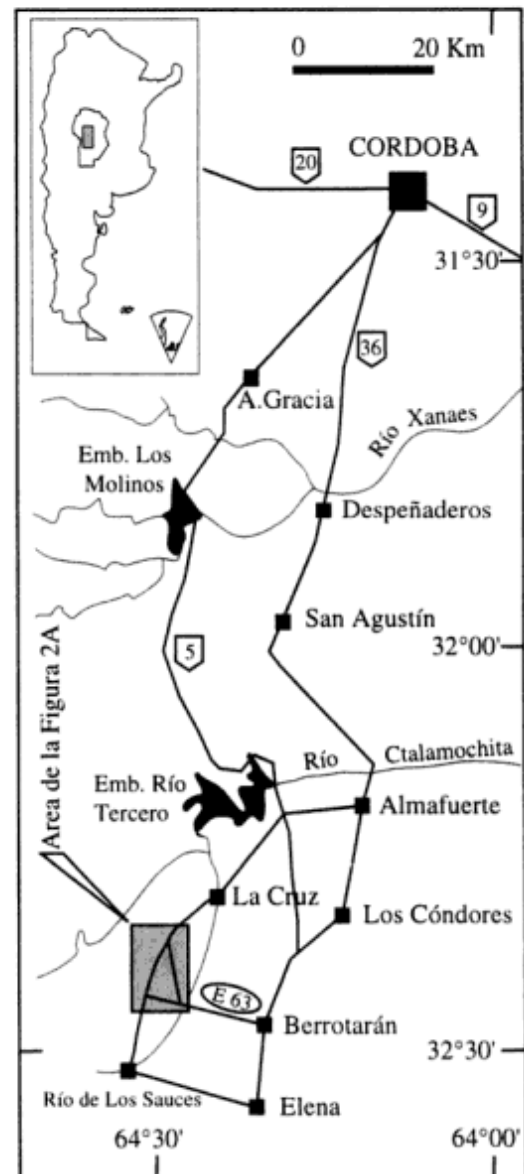 0 20 Km
CORDOBA
20
9
31°30'
36
A.Gracia
Río Xanaes
Emb. Los
Molinos
Despeñaderos
San Agustín
5
32°00'
Area de la Figura 2A
Río Ctalamochita
Emb. Río
Tercero
Almafuerte
La Cruz
Los Cóndores
E 63
Berrotarán
32°30'
Río de Los Sauces
Elena
64°30' 64°00'